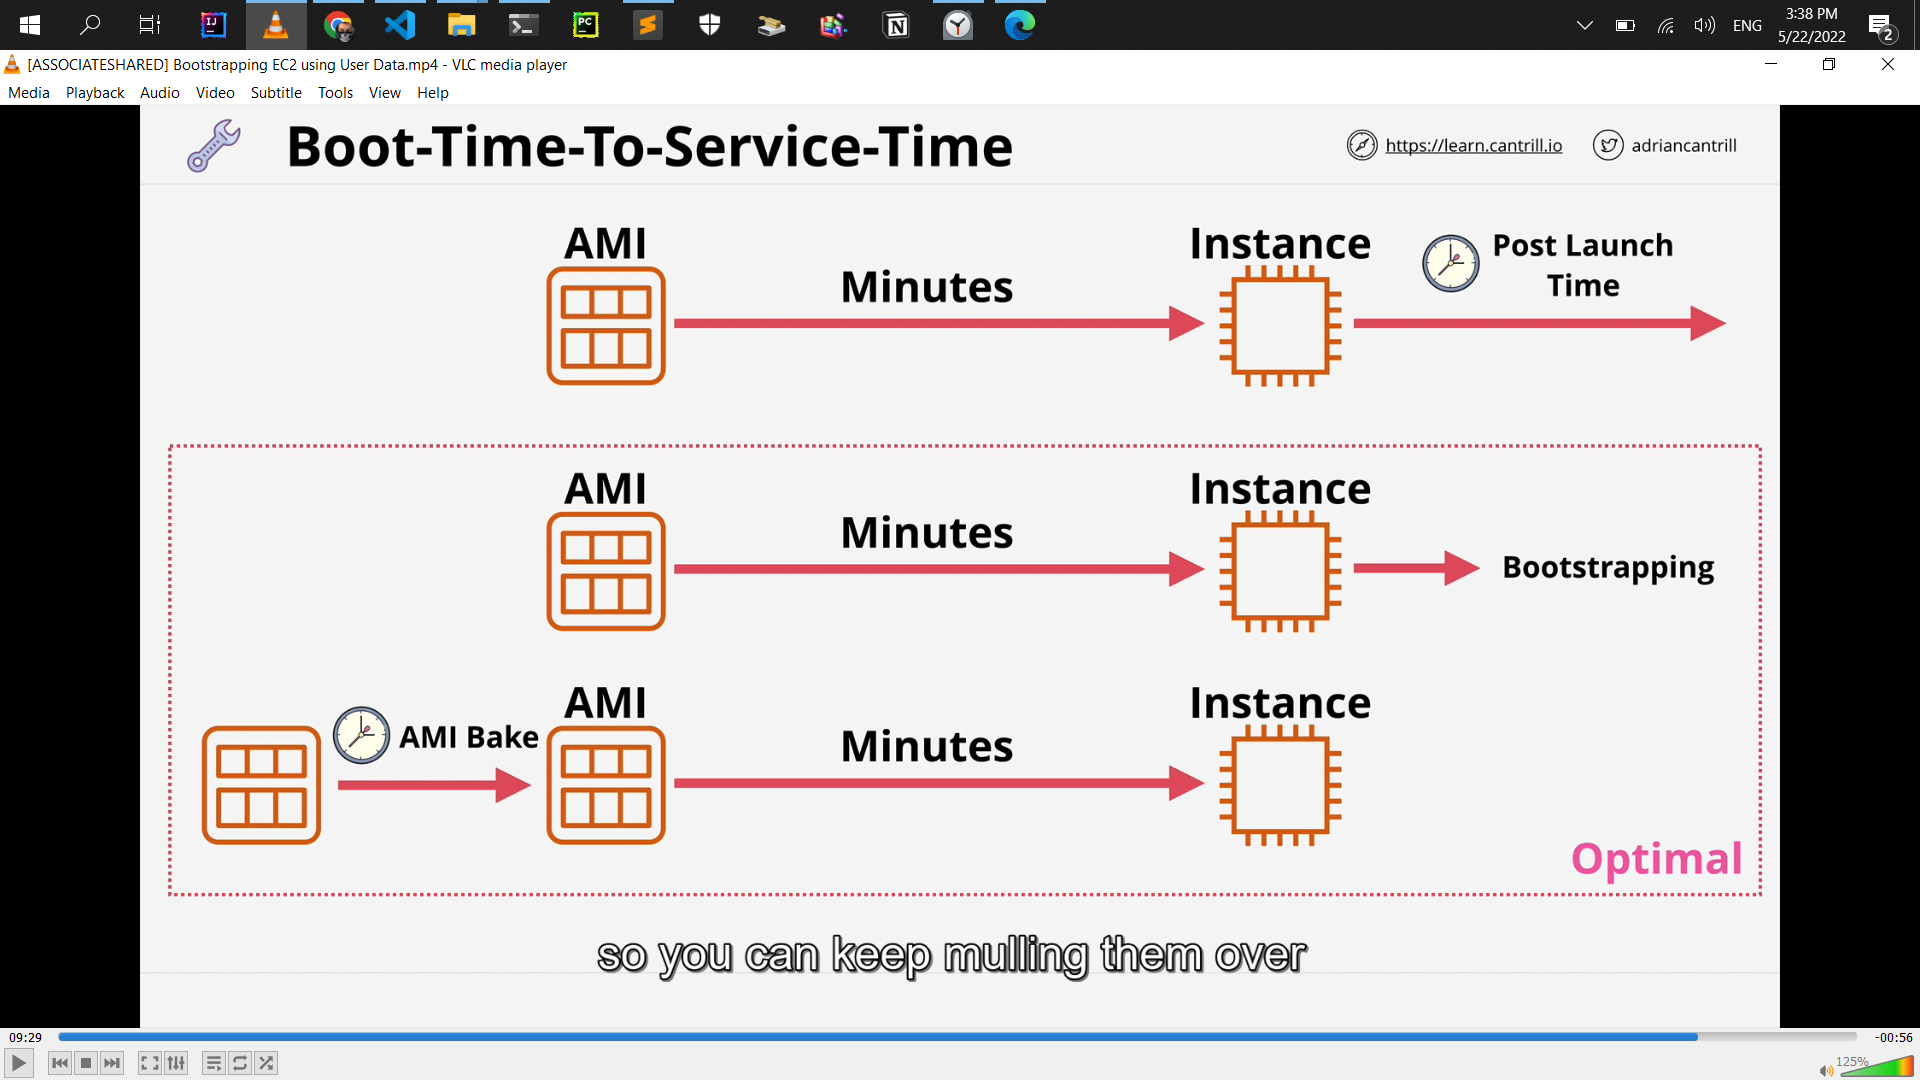 ENG
3:38 PM
5/22/2022
2
[ASSOCIATESHARED] Bootstrapping EC2 using User Data.mp4 - VLC media player
Media Playback Audio Video Subtitle Tools View Help
Boot-Time-To-Service-Time
https://learn.cantrill.io
adriancantrill
AMI
Minutes
Instance
Post Launch
Time
AMI
Minutes
Instance
Bootstrapping
AMI Bake
AMI
Minutes
Instance
Optimal
so you can keep mulling them over
09:29
-00:56
125%